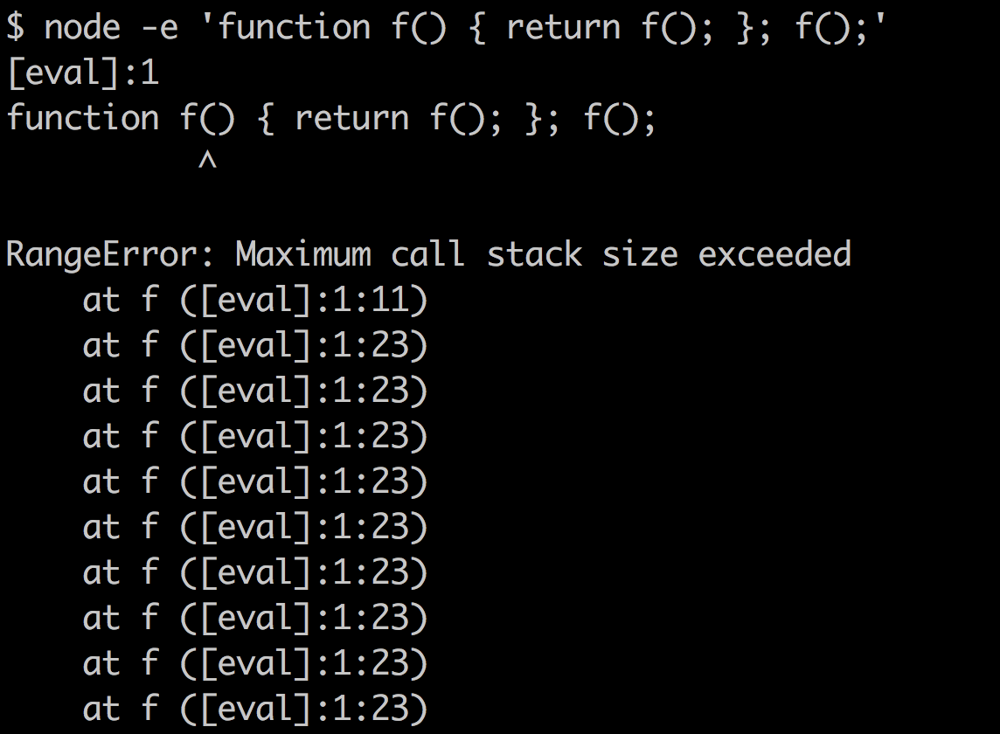 $ node -e 'function f() { return f(); }; f();'
[eval]:1
function f() { return f(); }; f();
          ^
RangeError: Maximum call stack size exceeded
    at f ([eval]:1:11)
    at f ([eval]:1:23)
    at f ([eval]:1:23)
    at f ([eval]:1:23)
    at f ([eval]:1:23)
    at f ([eval]:1:23)
    at f ([eval]:1:23)
    at f ([eval]:1:23)
    at f ([eval]:1:23)
    at f ([eval]:1:23)